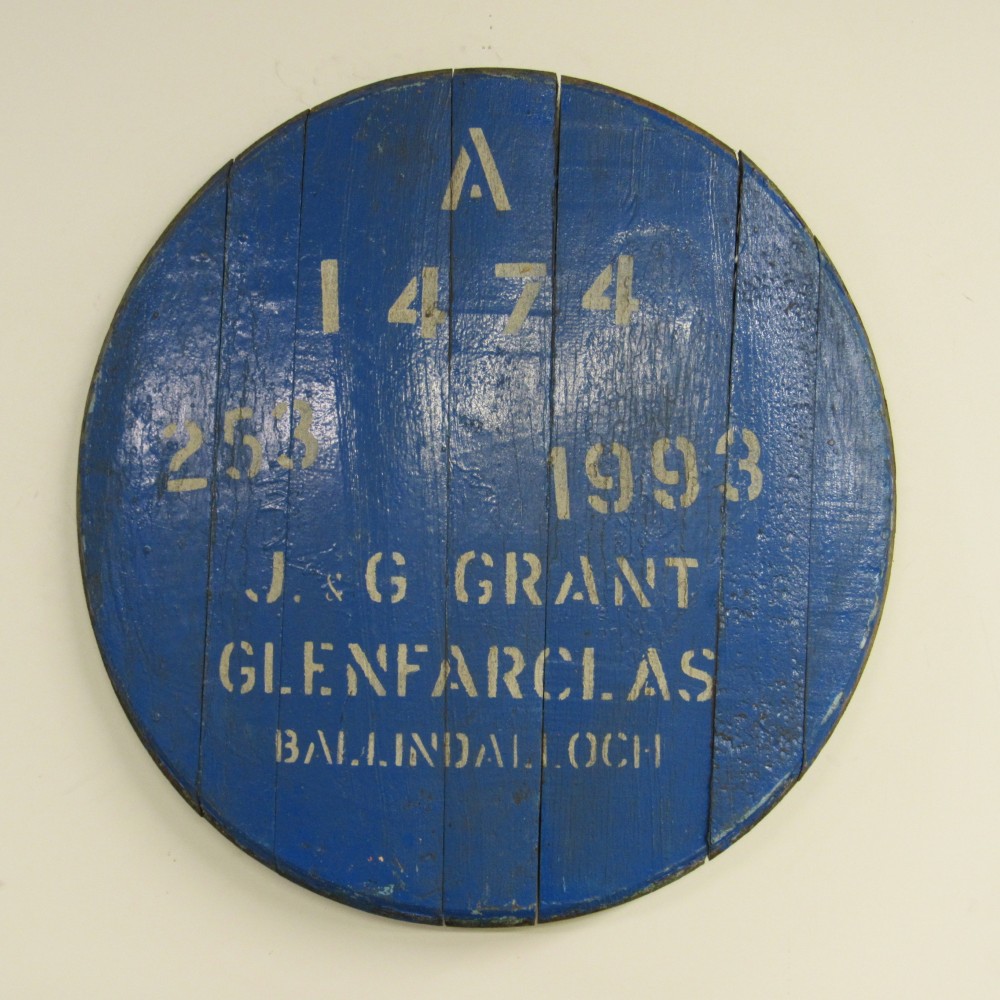 A
1474
253 1993
J. & G GRANT
GLENFARCLAS
BALLINDALLOCH